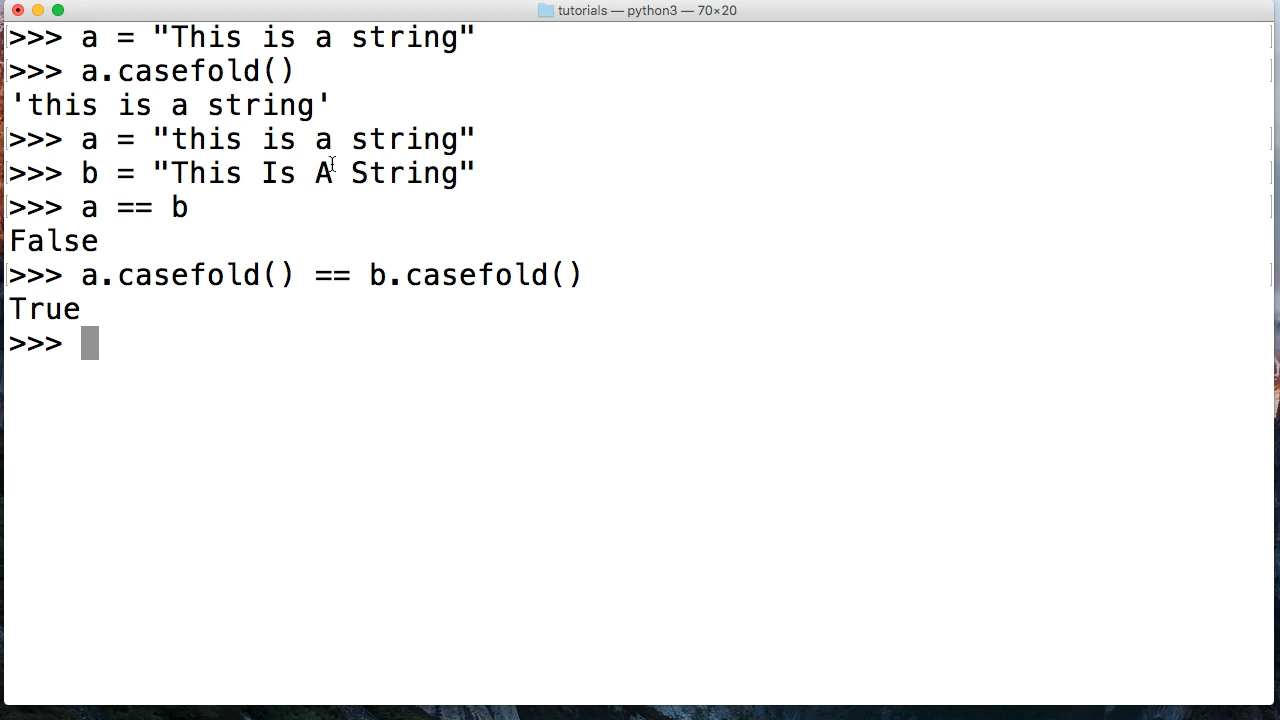 tutorials — python3 — 70×20
>>> a = "This is a string"
>>> a.casefold()
'this is a string'
>>> a = "this is a string"
>>> b = "This Is A String"
>>> a == b
False
>>> a.casefold() == b.casefold()
True
>>>